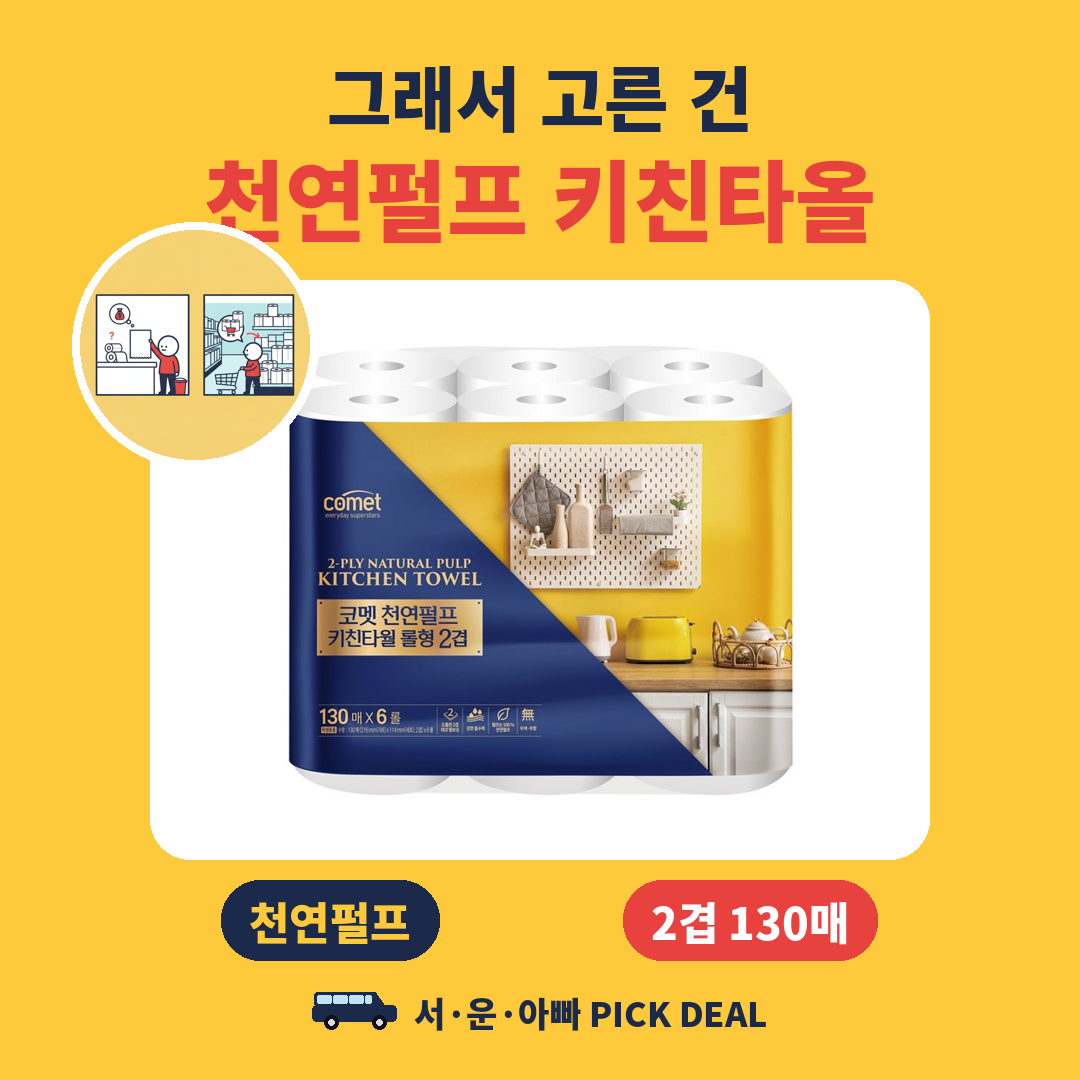 그래서 고른 건
천연펄프 키친타올
?
comet
everyday superstars
2-PLY NATURAL PULP
KITCHEN TOWEL
코멧 천연펄프
키친타월 롤형 2겹
130 매 X 6 롤
無
천연펄프
2겹 130매
서·운·아빠 PICK DEAL